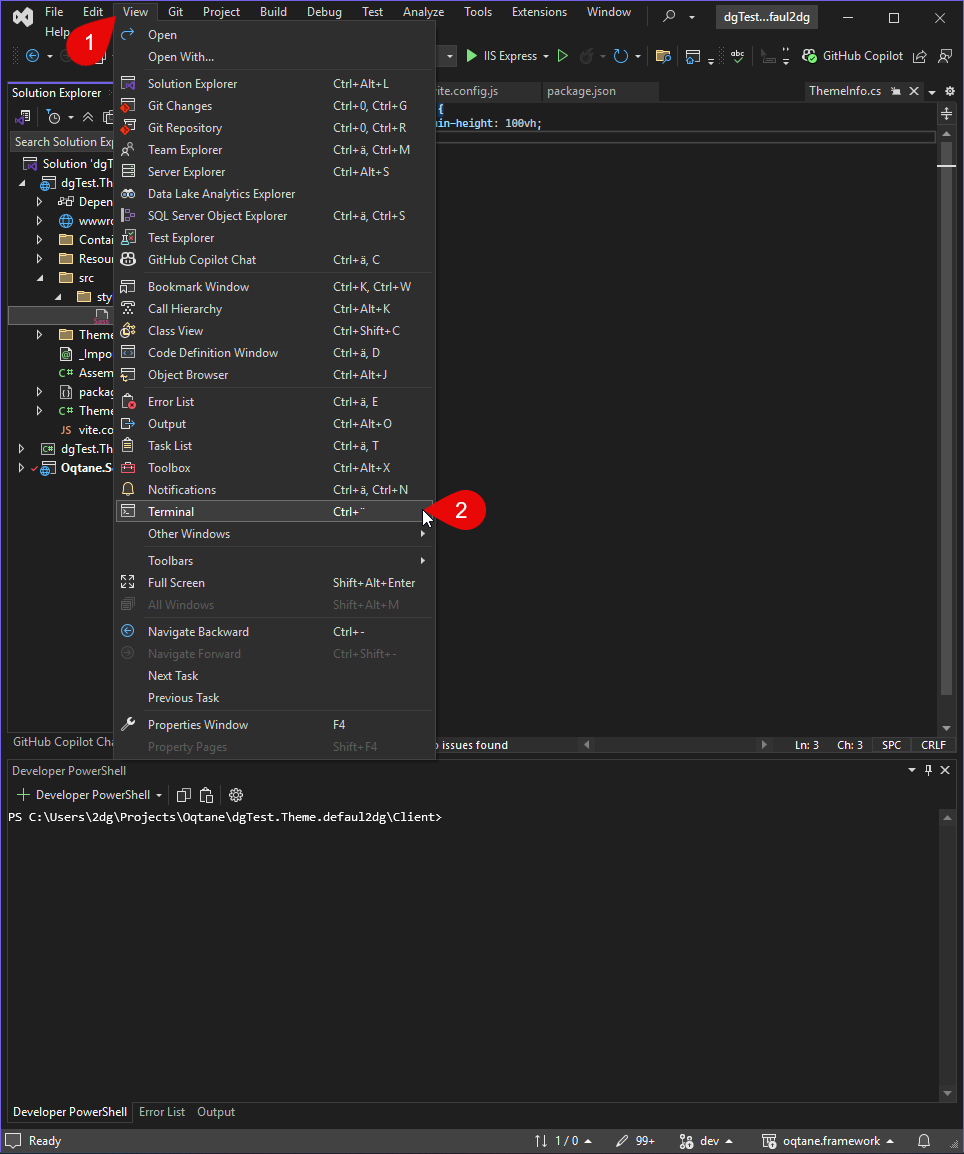 File Edit View Git Project Build Debug Test Analyze Tools Extensions Window dgTest...faul2dg
Help
1
IIS Express GitHub Copilot
Solution Explorer
Search Solution Exp
Solution 'dgT
dgTest.Th
Depen
wwwro
Contai
Resour
src
sty
Theme
_Impo
C# Assem
packag
C# Theme
JS vite.co
C# dgTest.Th
Oqtane.S
GitHub Copilot Cha
Open
Open With...
Solution Explorer Ctrl+Alt+L
Git Changes Ctrl+0, Ctrl+G
Git Repository Ctrl+0, Ctrl+R
Team Explorer Ctrl+ä, Ctrl+M
Server Explorer Ctrl+Alt+S
Data Lake Analytics Explorer
SQL Server Object Explorer Ctrl+ä, Ctrl+S
Test Explorer
GitHub Copilot Chat Ctrl+ä, C
Bookmark Window Ctrl+K, Ctrl+W
Call Hierarchy Ctrl+Alt+K
Class View Ctrl+Shift+C
Code Definition Window Ctrl+ä, D
Object Browser Ctrl+Alt+J
Error List Ctrl+ä, E
Output Ctrl+Alt+O
Task List Ctrl+ä, T
Toolbox Ctrl+Alt+X
Notifications Ctrl+ä, Ctrl+N
Terminal Ctrl+¨
2
Other Windows
Toolbars
Full Screen Shift+Alt+Enter
All Windows Shift+Alt+M
Navigate Backward Ctrl+-
Navigate Forward Ctrl+Shift+-
Next Task
Previous Task
Properties Window F4
Property Pages Shift+F4
vite.config.js package.json ThemeInfo.cs
{
in-height: 100vh;
issues found Ln: 3 Ch: 3 SPC CRLF
Developer PowerShell
Developer PowerShell
PS C:\Users\2dg\Projects\Oqtane\dgTest.Theme.defaul2dg\Client>
Developer PowerShell Error List Output
Ready 1 / 0 99+ dev oqtane.framework